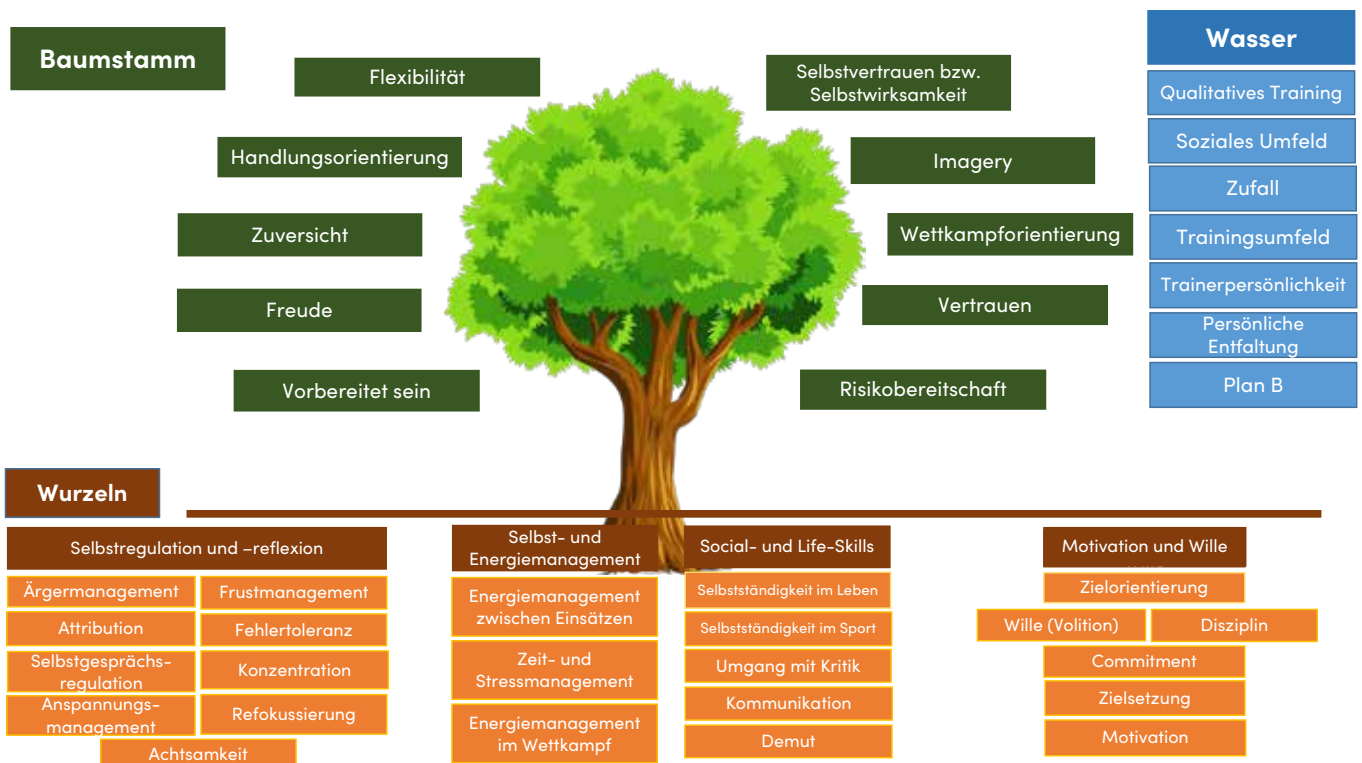 Baumstamm
Flexibilität
Handlungsorientierung
Zuversicht
Freude
Vorbereitet sein
Selbstvertrauen bzw.
Selbstwirksamkeit
Imagery
Wettkampforientierung
Vertrauen
Risikobereitschaft
Wasser
Qualitatives Training
Soziales Umfeld
Zufall
Trainingsumfeld
Trainerpersönlichkeit
Persönliche
Entfaltung
Plan B
Wurzeln
Selbstregulation und –reflexion
Ärgermanagement
Frustmanagement
Attribution
Fehlertoleranz
Selbstgesprächs-
regulation
Konzentration
Anspannungs-
management
Refokussierung
Achtsamkeit
Selbst- und
Energiemanagement
Energiemanagement
zwischen Einsätzen
Zeit- und
Stressmanagement
Energiemanagement
im Wettkampf
Social- und Life-Skills
Selbstständigkeit im Leben
Selbstständigkeit im Sport
Umgang mit Kritik
Kommunikation
Demut
Motivation und Wille
Zielorientierung
Wille (Volition)
Disziplin
Commitment
Zielsetzung
Motivation